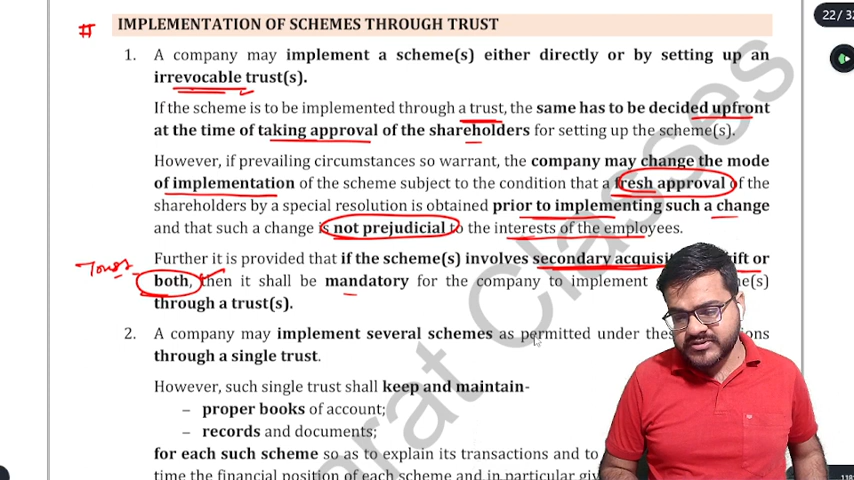 22/3
# IMPLEMENTATION OF SCHEMES THROUGH TRUST
1. A company may implement a scheme(s) either directly or by setting up an
irrevocable trust(s).
If the scheme is to be implemented through a trust, the same has to be decided upfront
at the time of taking approval of the shareholders for setting up the scheme(s).
However, if prevailing circumstances so warrant, the company may change the mode
of implementation of the scheme subject to the condition that a fresh approval of the
shareholders by a special resolution is obtained prior to implementing such a change
and that such a change is not prejudicial to the interests of the employees.
Further it is provided that if the scheme(s) involves secondary or
both, then it shall be mandatory for the company to implement
through a trust(s).
2. A company may implement several schemes as permitted under
through a single trust.
However, such single trust shall keep and maintain-
– proper books of account;
– records and documents;
for each such scheme so as to explain its transactions and to
time the financial position of each scheme and in particular
arat Classes